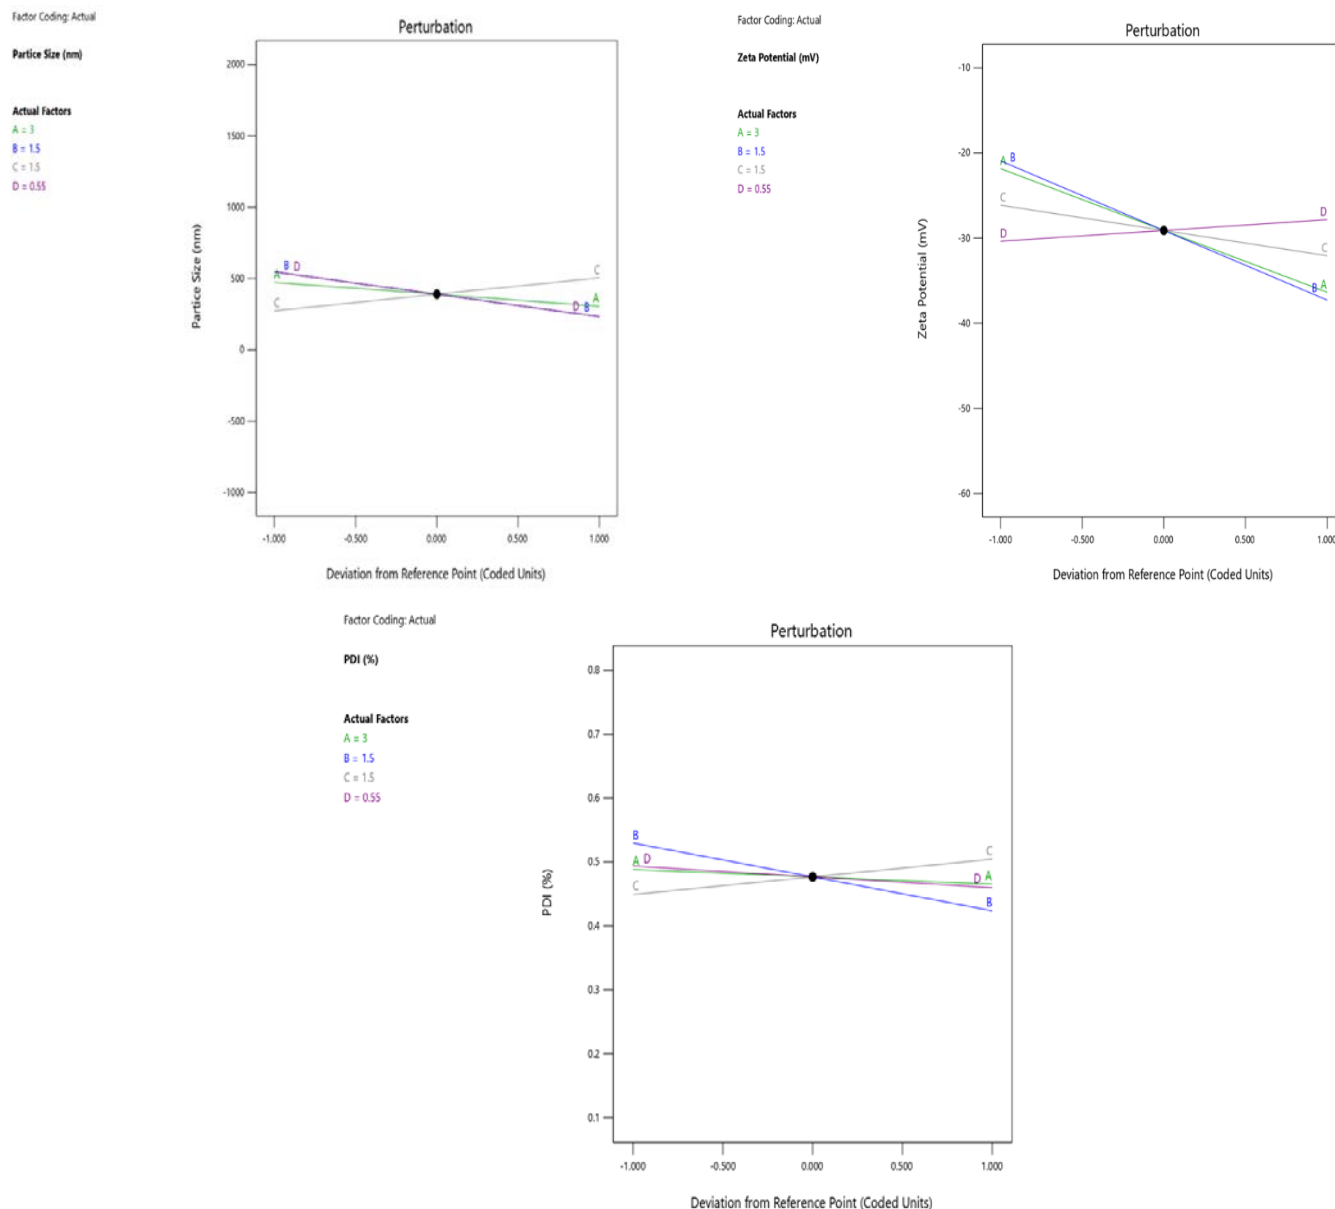 Factor Coding: Actual
Partice Size (nm)
Actual Factors
A = 3
B = 1.5
C = 1.5
D = 0.55
Perturbation
2000
1500
1000
500
0
-500
-1000
Partice Size (nm)
B D
A
C
C
A
D B
-1.000 -0.500 0.000 0.500 1.000
Deviation from Reference Point (Coded Units)
Factor Coding: Actual
Zeta Potential (mV)
Actual Factors
A = 3
B = 1.5
C = 1.5
D = 0.55
Perturbation
-10
-20
-30
-40
-50
-60
Zeta Potential (mV)
A B
C
D
D
C
B A
-1.000 -0.500 0.000 0.500 1.000
Deviation from Reference Point (Coded Units)
Factor Coding: Actual
PDI (%)
Actual Factors
A = 3
B = 1.5
C = 1.5
D = 0.55
Perturbation
0.8
0.7
0.6
0.5
0.4
0.3
0.2
0.1
PDI (%)
B
A D
C
C
D A
B
-1.000 -0.500 0.000 0.500 1.000
Deviation from Reference Point (Coded Units)